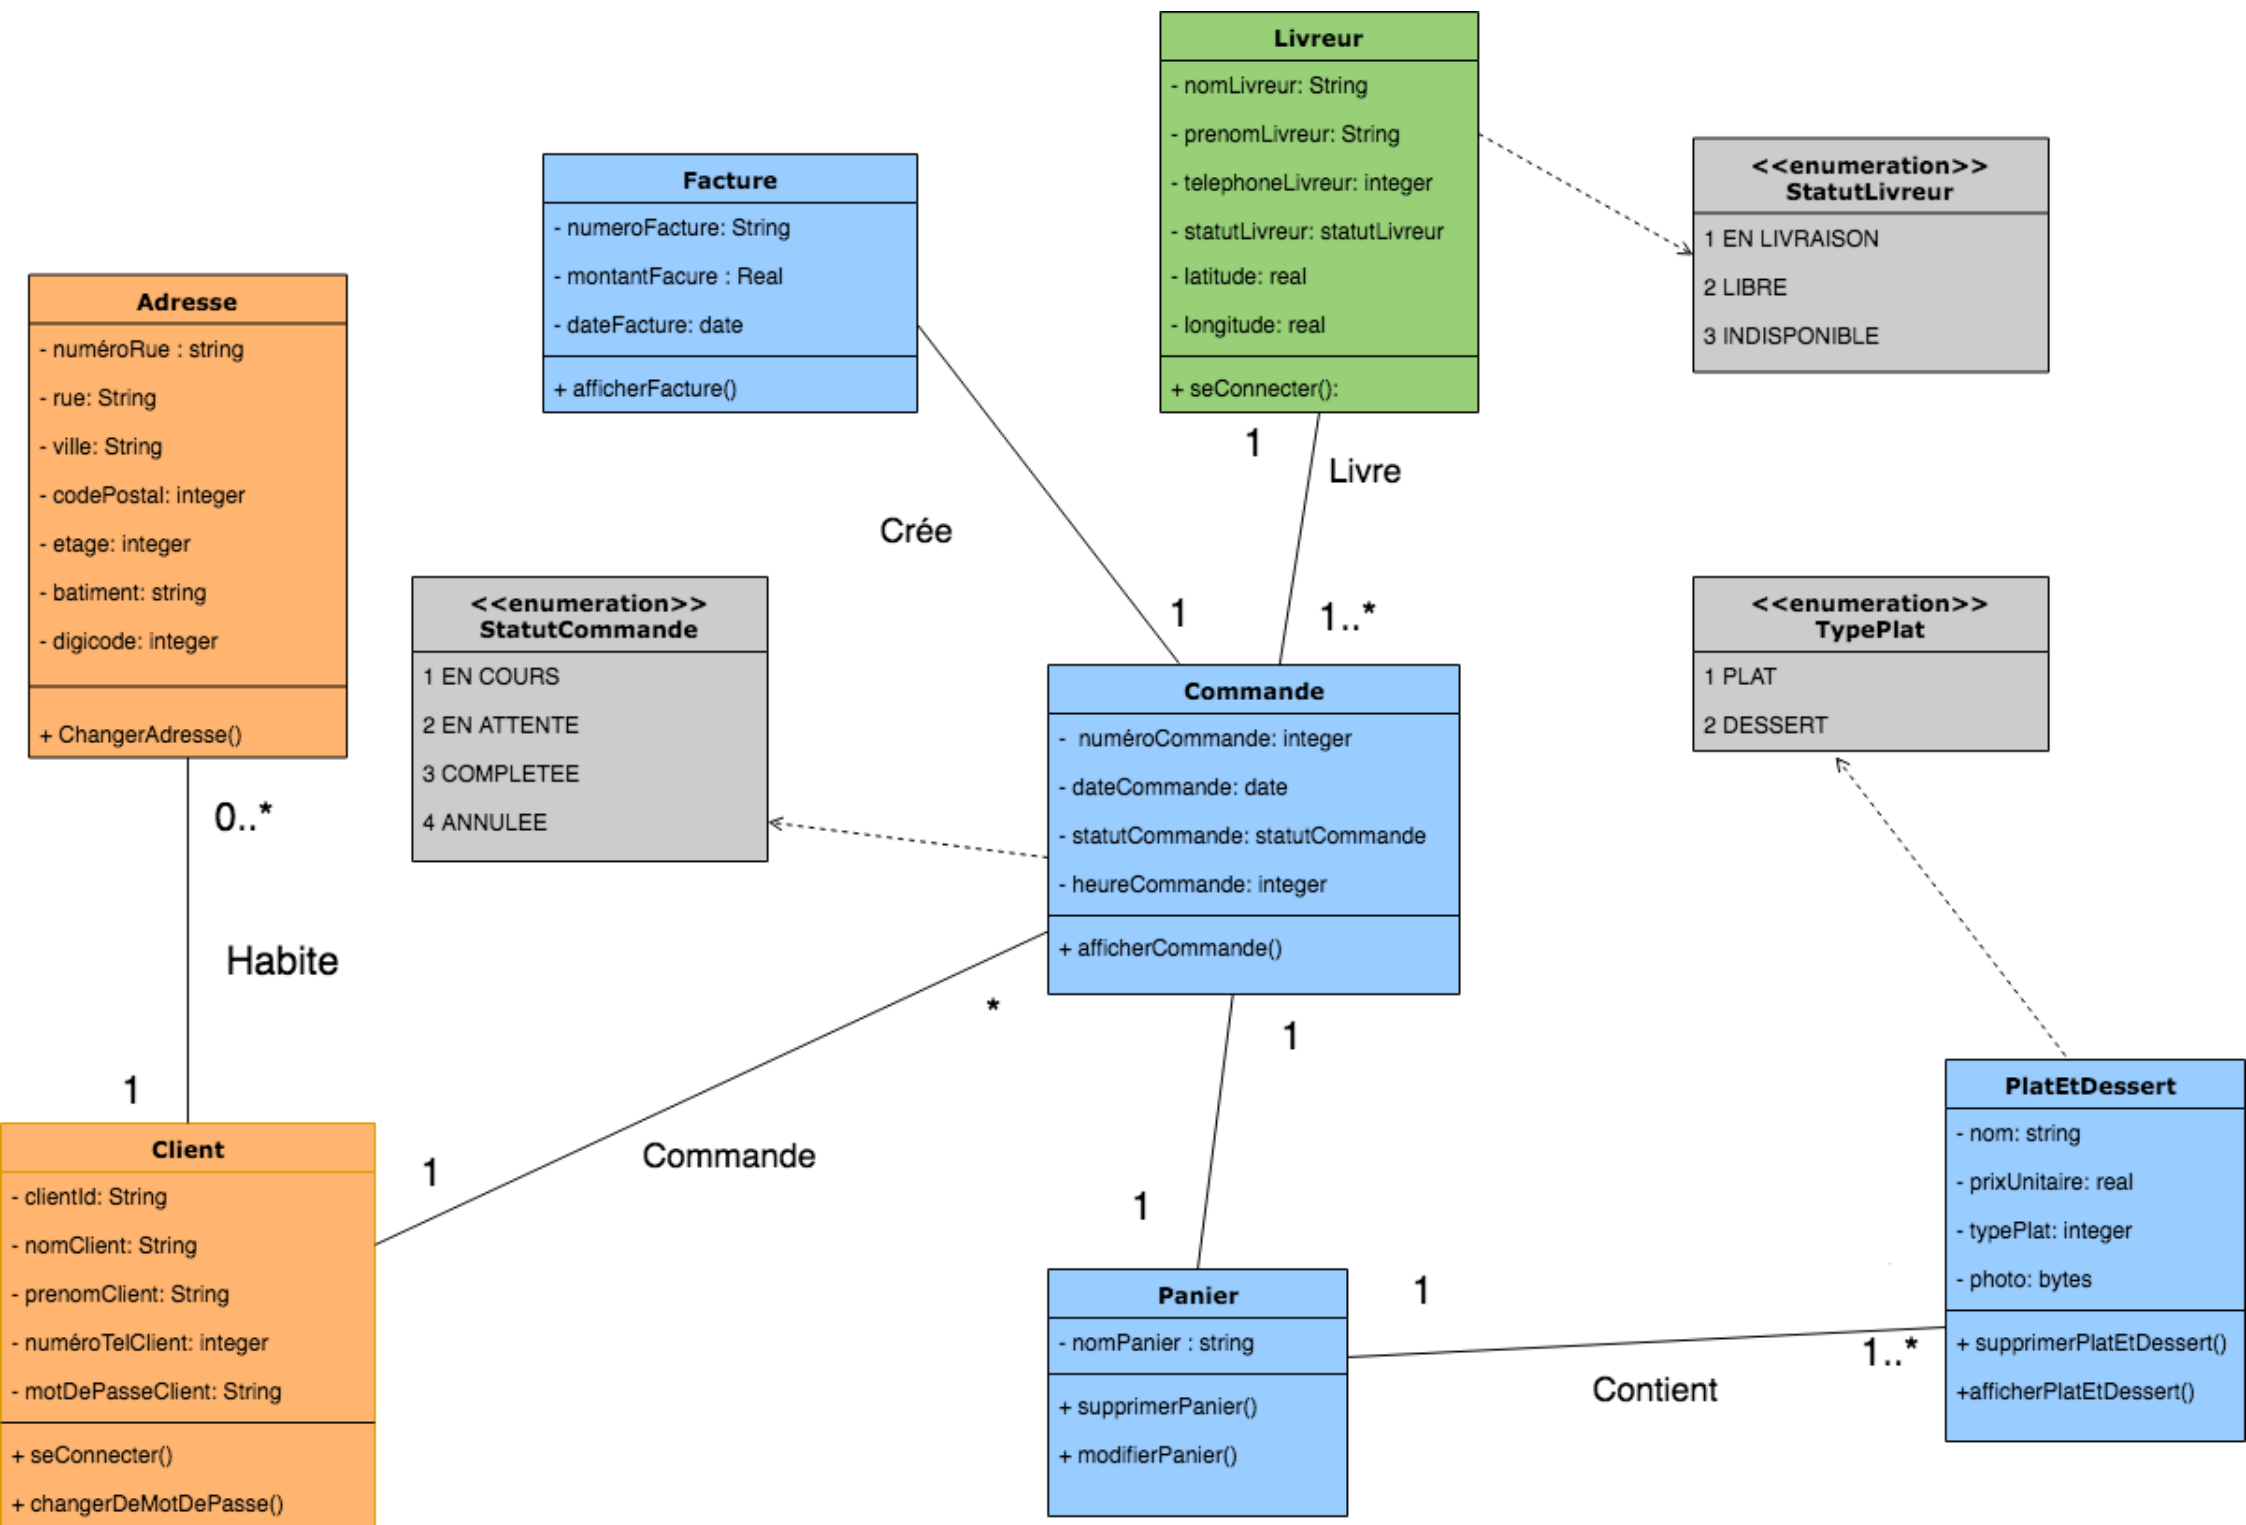 Livreur
- nomLivreur: String
- prenomLivreur: String
- telephoneLivreur: integer
- statutLivreur: statutLivreur
- latitude: real
- longitude: real
+ seConnecter():
<<enumeration>>
StatutLivreur
1 EN LIVRAISON
2 LIBRE
3 INDISPONIBLE
Facture
- numeroFacture: String
- montantFacure : Real
- dateFacture: date
+ afficherFacture()
Adresse
- numéroRue : string
- rue: String
- ville: String
- codePostal: integer
- etage: integer
- batiment: string
- digicode: integer
+ ChangerAdresse()
1
Livre
Crée
1
1..*
<<enumeration>>
StatutCommande
1 EN COURS
2 EN ATTENTE
3 COMPLETEE
4 ANNULEE
<<enumeration>>
TypePlat
1 PLAT
2 DESSERT
Commande
- numéroCommande: integer
- dateCommande: date
- statutCommande: statutCommande
- heureCommande: integer
+ afficherCommande()
0..*
Habite
1
*
1
Commande
1
1
Client
- clientId: String
- nomClient: String
- prenomClient: String
- numéroTelClient: integer
- motDePasseClient: String
+ seConnecter()
+ changerDeMotDePasse()
Panier
- nomPanier : string
+ supprimerPanier()
+ modifierPanier()
1
1..*
Contient
PlatEtDessert
- nom: string
- prixUnitaire: real
- typePlat: integer
- photo: bytes
+ supprimerPlatEtDessert()
+afficherPlatEtDessert()